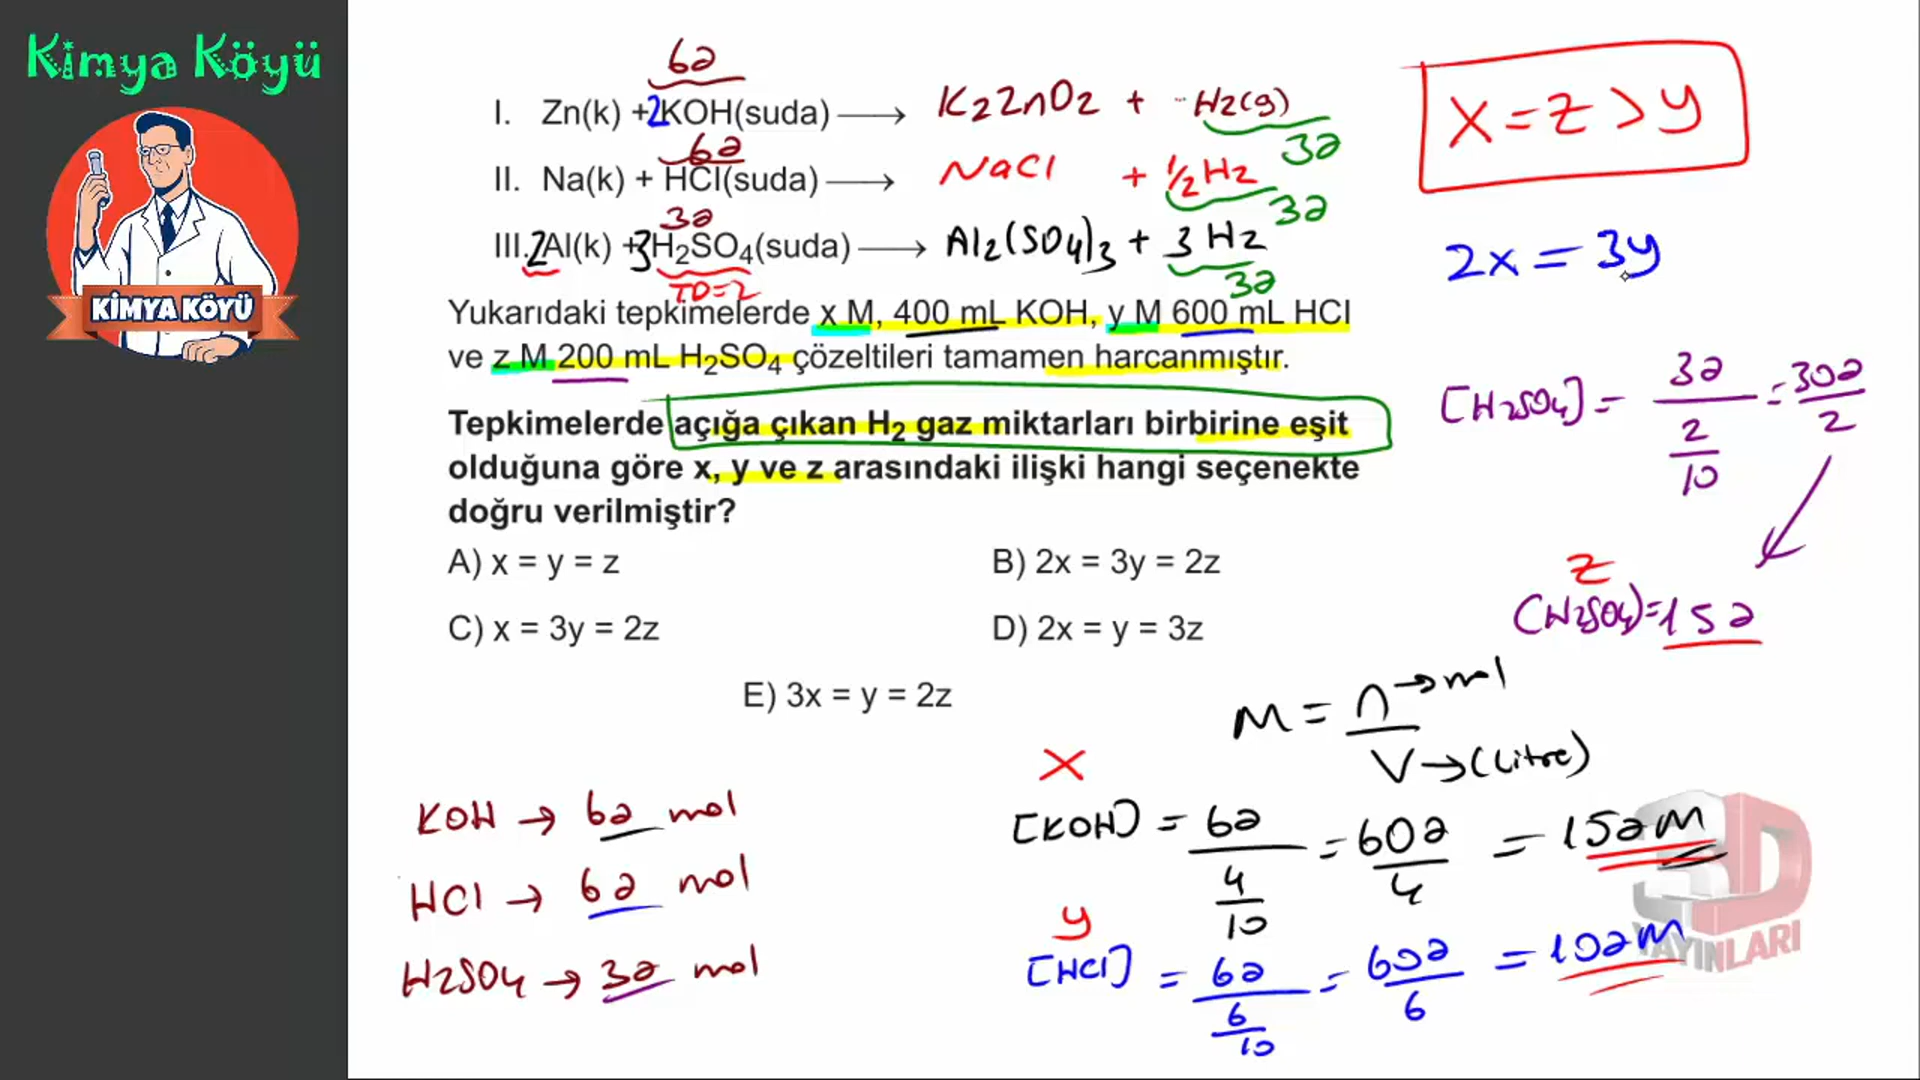 Kimya Köyü
KİMYA KÖYÜ
6a
I. Zn(k) + 2KOH(suda) → K2ZnO2 + H2(g)
3a
6a
II. Na(k) + HCl(suda) → NaCl + 1/2 H2
3a
3a
III. 2Al(k) + 3H₂SO₄(suda) → Al2(SO4)3 + 3H2
TD=2
3a
Yukarıdaki tepkimelerde x M, 400 mL KOH, y M 600 mL HCl
ve z M 200 mL H₂SO₄ çözeltileri tamamen harcanmıştır.
Tepkimelerde açığa çıkan H₂ gaz miktarları birbirine eşit
olduğuna göre x, y ve z arasındaki ilişki hangi seçenekte
doğru verilmiştir?
A) x = y = z
B) 2x = 3y = 2z
C) x = 3y = 2z
D) 2x = y = 3z
E) 3x = y = 2z
x = z > y
2x = 3y
[H2SO4] = 3a / (2/10) = 30a / 2
z
[H2SO4] = 15a
M = n → mol / V → (Litre)
KOH → 6a mol
HCl → 6a mol
H2SO4 → 3a mol
x
[KOH] = 6a / (4/10) = 60a / 4 = 15a M
y
[HCl] = 6a / (6/10) = 60a / 6 = 10a M
3D
YAYINLARI